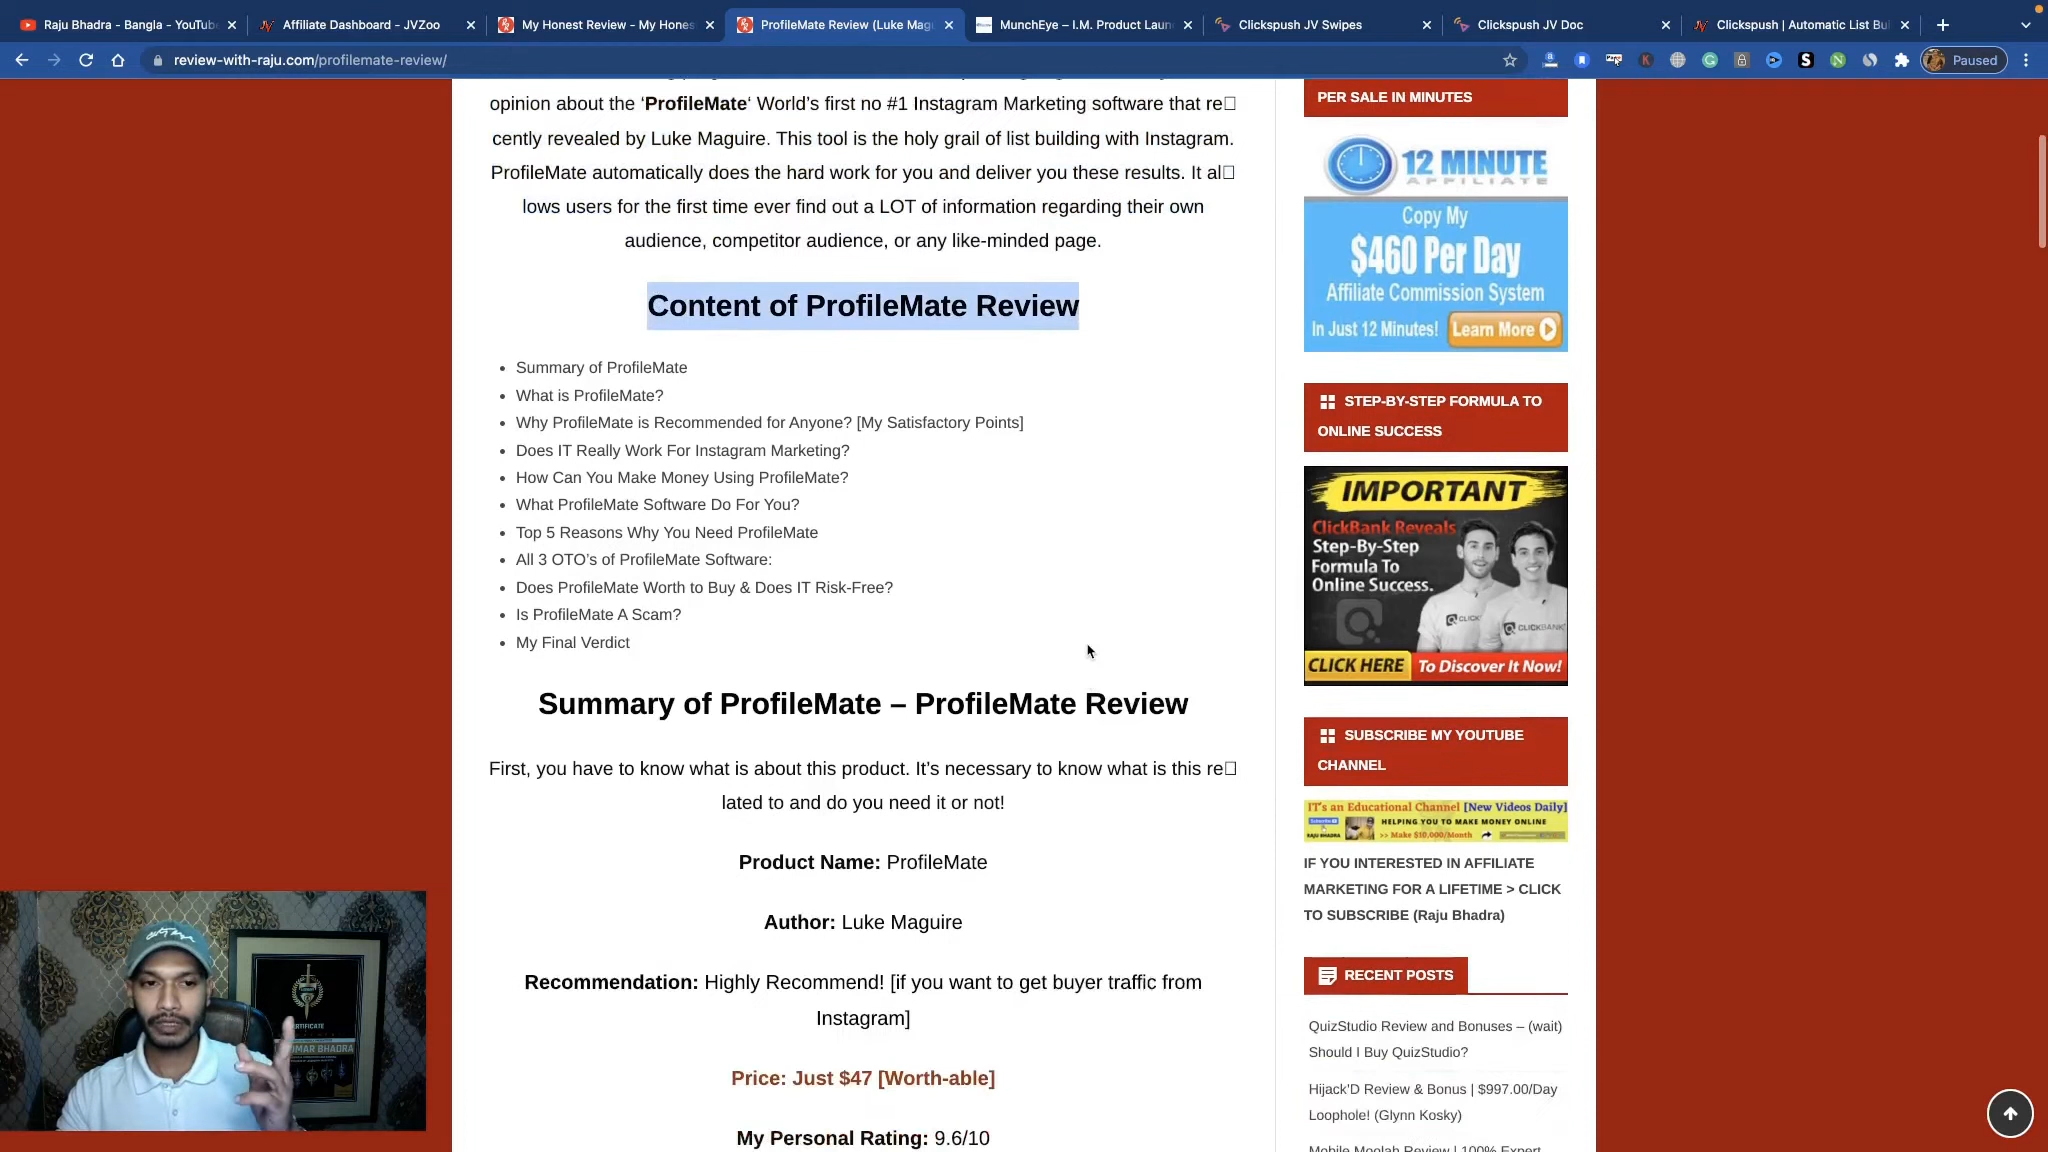 Raju Bhadra - Bangla - YouTube
Affiliate Dashboard - JVZoo
My Honest Review - My Hones
ProfileMate Review (Luke Mag
MunchEye – I.M. Product Laun
Clickspush JV Swipes
Clickspush JV Doc
Clickspush | Automatic List Bui
review-with-raju.com/profilemate-review/
Paused
opinion about the ‘ProfileMate‘ World’s first no #1 Instagram Marketing software that re
cently revealed by Luke Maguire. This tool is the holy grail of list building with Instagram.
ProfileMate automatically does the hard work for you and deliver you these results. It al
lows users for the first time ever find out a LOT of information regarding their own
audience, competitor audience, or any like-minded page.
Content of ProfileMate Review
Summary of ProfileMate
What is ProfileMate?
Why ProfileMate is Recommended for Anyone? [My Satisfactory Points]
Does IT Really Work For Instagram Marketing?
How Can You Make Money Using ProfileMate?
What ProfileMate Software Do For You?
Top 5 Reasons Why You Need ProfileMate
All 3 OTO’s of ProfileMate Software:
Does ProfileMate Worth to Buy & Does IT Risk-Free?
Is ProfileMate A Scam?
My Final Verdict
Summary of ProfileMate – ProfileMate Review
First, you have to know what is about this product. It’s necessary to know what is this re
lated to and do you need it or not!
Product Name: ProfileMate
Author: Luke Maguire
Recommendation: Highly Recommend! [if you want to get buyer traffic from
Instagram]
Price: Just $47 [Worth-able]
My Personal Rating: 9.6/10
PER SALE IN MINUTES
12 MINUTE
AFFILIATE
Copy My
$460 Per Day
Affiliate Commission System
In Just 12 Minutes! Learn More
STEP-BY-STEP FORMULA TO
ONLINE SUCCESS
IMPORTANT
ClickBank Reveals
Step-By-Step
Formula To
Online Success.
CLICK HERE To Discover It Now!
SUBSCRIBE MY YOUTUBE
CHANNEL
IT's an Educational Channel [New Videos Daily]
HELPING YOU TO MAKE MONEY ONLINE
RAJU BHADRA >> Make $10,000/Month
IF YOU INTERESTED IN AFFILIATE
MARKETING FOR A LIFETIME > CLICK
TO SUBSCRIBE (Raju Bhadra)
RECENT POSTS
QuizStudio Review and Bonuses – (wait)
Should I Buy QuizStudio?
Hijack’D Review & Bonus | $997.00/Day
Loophole! (Glynn Kosky)
Mobile Moolah Review | 100% Expert